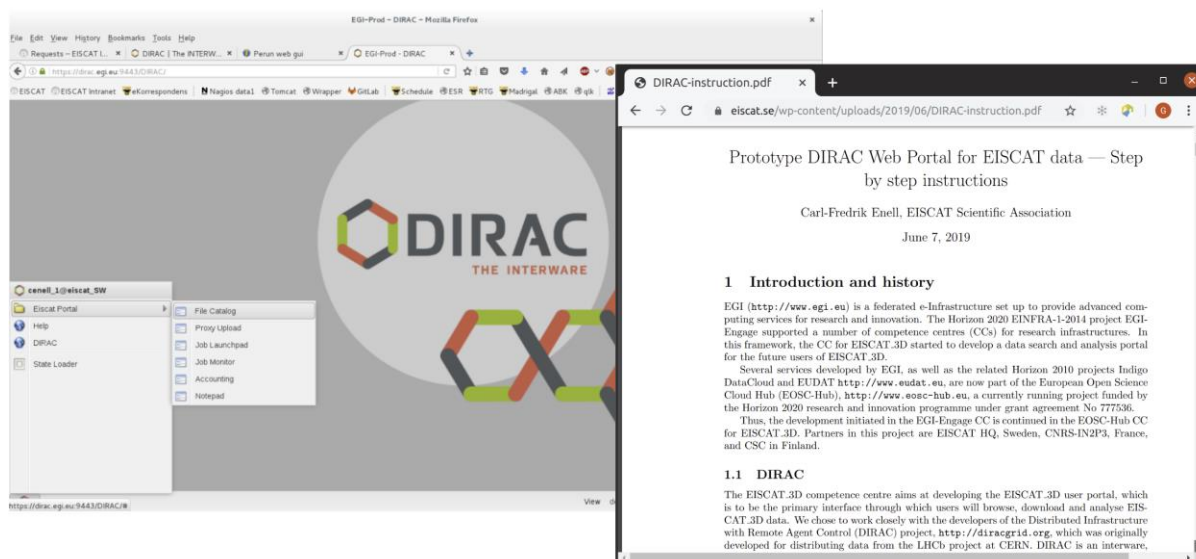 EGI-Prod - DIRAC - Mozilla Firefox
File Edit View History Bookmarks Tools Help
Requests - EISCAT I...
DIRAC | The INTERW...
Perun web gui
EGI-Prod - DIRAC
https://dirac.egi.eu:9443/DIRAC/
EISCAT EISCAT Intranet eKorrespondens Nagios data1 Tomcat Wrapper GitLab Schedule ESR RTG Madrigal ABK qlk
DIRAC
THE INTERWARE
cenell_1@eiscat_SW
Eiscat Portal
Help
DIRAC
State Loader
File Catalog
Proxy Upload
Job Launchpad
Job Monitor
Accounting
Notepad
https://dirac.egi.eu:9443/DIRAC/#
View
DIRAC-instruction.pdf
eiscat.se/wp-content/uploads/2019/06/DIRAC-instruction.pdf
G
Prototype DIRAC Web Portal for EISCAT data — Step
by step instructions
Carl-Fredrik Enell, EISCAT Scientific Association
June 7, 2019
1 Introduction and history
EGI (http://www.egi.eu) is a federated e-Infrastructure set up to provide advanced com-
puting services for research and innovation. The Horizon 2020 EINFRA-1-2014 project EGI-
Engage supported a number of competence centres (CCs) for research infrastructures. In
this framework, the CC for EISCAT_3D started to develop a data search and analysis portal
for the future users of EISCAT_3D.
Several services developed by EGI, as well as the related Horizon 2010 projects Indigo
DataCloud and EUDAT http://www.eudat.eu, are now part of the European Open Science
Cloud Hub (EOSC-Hub), http://www.eosc-hub.eu, a currently running project funded by
the Horizon 2020 research and innovation programme under grant agreement No 777536.
Thus, the development initiated in the EGI-Engage CC is continued in the EOSC-Hub CC
for EISCAT_3D. Partners in this project are EISCAT HQ, Sweden, CNRS-IN2P3, France,
and CSC in Finland.
1.1 DIRAC
The EISCAT_3D competence centre aims at developing the EISCAT_3D user portal, which
is to be the primary interface through which users will browse, download and analyse EIS-
CAT_3D data. We chose to work closely with the developers of the Distributed Infrastructure
with Remote Agent Control (DIRAC) project, http://diracgrid.org, which was originally
developed for distributing data from the LHCb project at CERN. DIRAC is an interware,